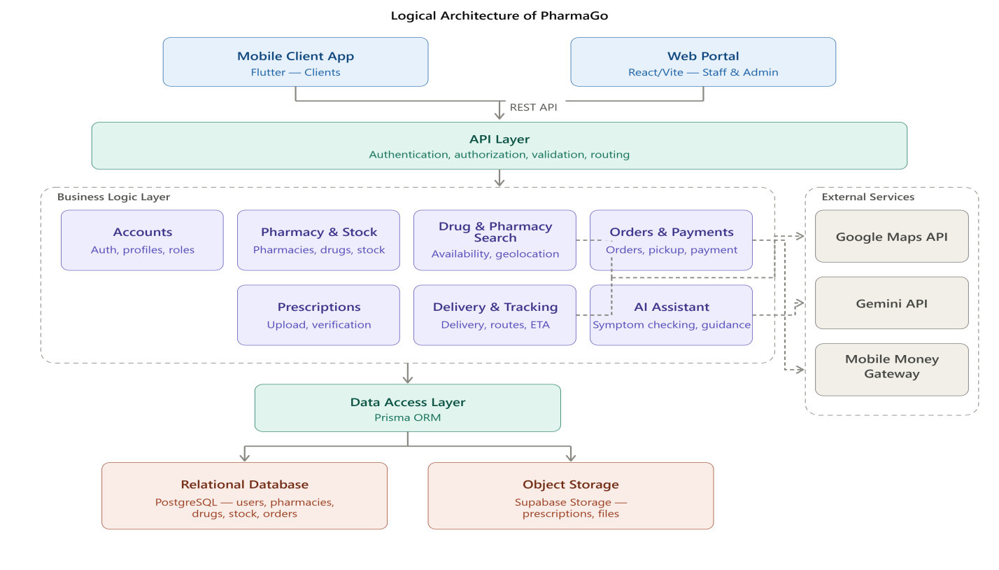 Logical Architecture of PharmaGo
Mobile Client App
Flutter — Clients
Web Portal
React/Vite — Staff & Admin
REST API
API Layer
Authentication, authorization, validation, routing
Business Logic Layer
Accounts
Auth, profiles, roles
Pharmacy & Stock
Pharmacies, drugs, stock
Drug & Pharmacy
Search
Availability, geolocation
Orders & Payments
Orders, pickup, payment
Prescriptions
Upload, verification
Delivery & Tracking
Delivery, routes, ETA
AI Assistant
Symptom checking, guidance
External Services
Google Maps API
Gemini API
Mobile Money
Gateway
Data Access Layer
Prisma ORM
Relational Database
PostgreSQL — users, pharmacies,
drugs, stock, orders
Object Storage
Supabase Storage —
prescriptions, files